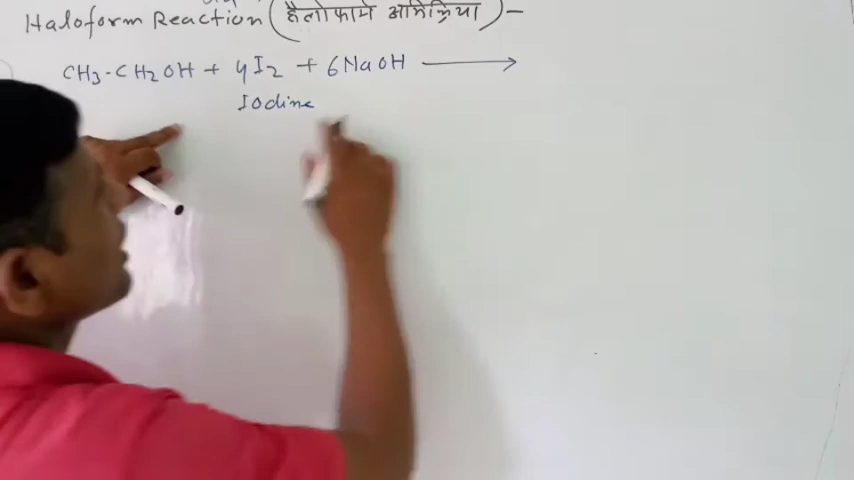 Haloform Reaction (हैलोफार्म अभिक्रिया) –
CH3-CH2OH + 4I2 + 6NaOH ⟶
Iodine